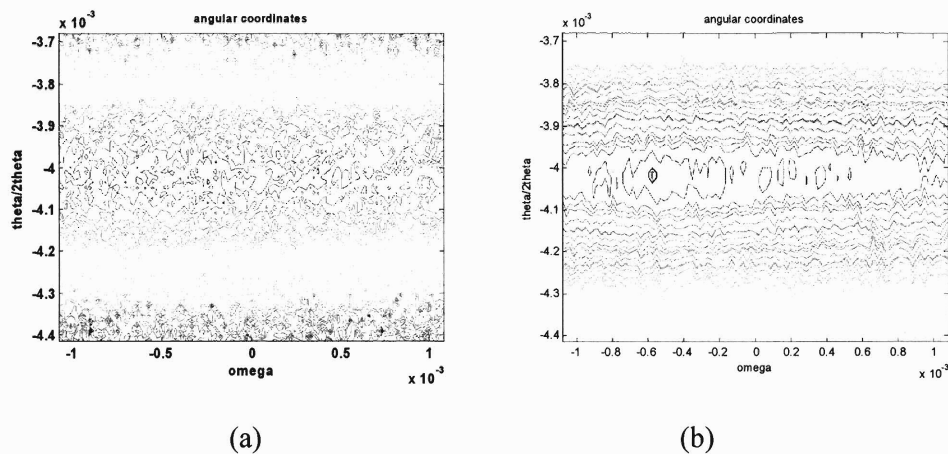 × 10⁻³
angular coordinates
theta/2theta
-3.7
-3.8
-3.9
-4
-4.1
-4.2
-4.3
-4.4
-1
-0.5
0
0.5
1
omega
× 10⁻³
(a)
× 10⁻³
angular coordinates
theta/2theta
-3.7
-3.8
-3.9
-4
-4.1
-4.2
-4.3
-4.4
-1 -0.8 -0.6 -0.4 -0.2 0 0.2 0.4 0.6 0.8 1
omega
× 10⁻³
(b)